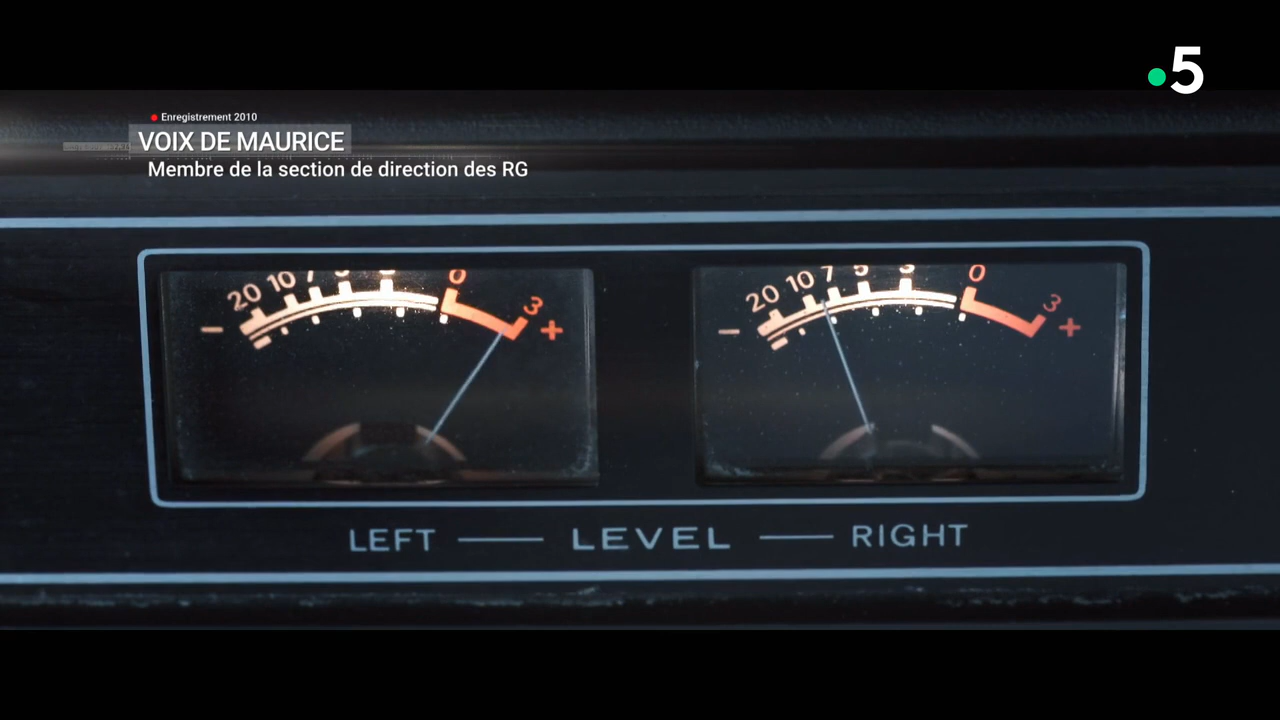 5
Enregistrement 2010
VOIX DE MAURICE
Membre de la section de direction des RG
20 10 7 5 3 0 3
20 10 7 5 3 0 3
- +
- +
LEFT — LEVEL — RIGHT